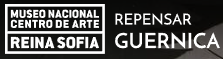 MUSEO NACIONAL
CENTRO DE ARTE
REINA SOFIA
REPENSAR
GUERNICA